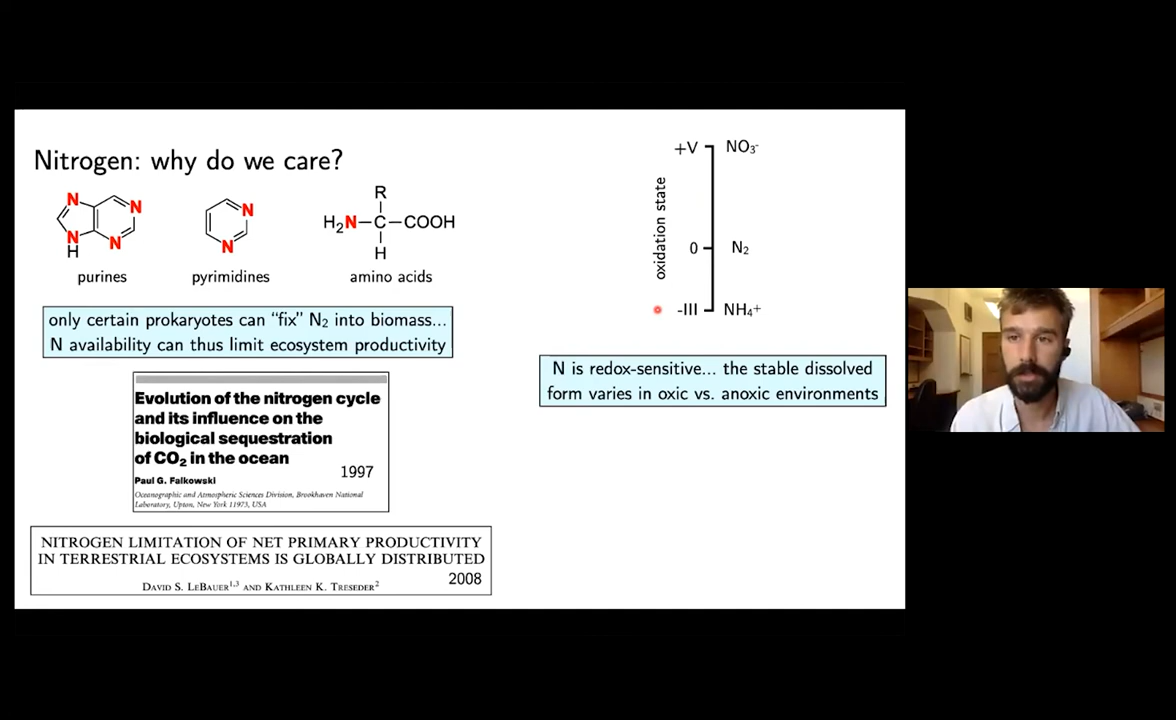 Nitrogen: why do we care?
N
N
N
H
N
purines
N
N
pyrimidines
R
H₂N–C–COOH
H
amino acids
only certain prokaryotes can “fix” N₂ into biomass...
N availability can thus limit ecosystem productivity
Evolution of the nitrogen cycle
and its influence on the
biological sequestration
of CO₂ in the ocean
1997
Paul G. Falkowski
Oceanographic and Atmospheric Sciences Division, Brookhaven National
Laboratory, Upton, New York 11973, USA
NITROGEN LIMITATION OF NET PRIMARY PRODUCTIVITY
IN TERRESTRIAL ECOSYSTEMS IS GLOBALLY DISTRIBUTED
2008
DAVID S. LEBAUER¹,³ AND KATHLEEN K. TRESEDER²
oxidation state
+V NO₃⁻
0 N₂
-III NH₄⁺
N is redox-sensitive... the stable dissolved
form varies in oxic vs. anoxic environments